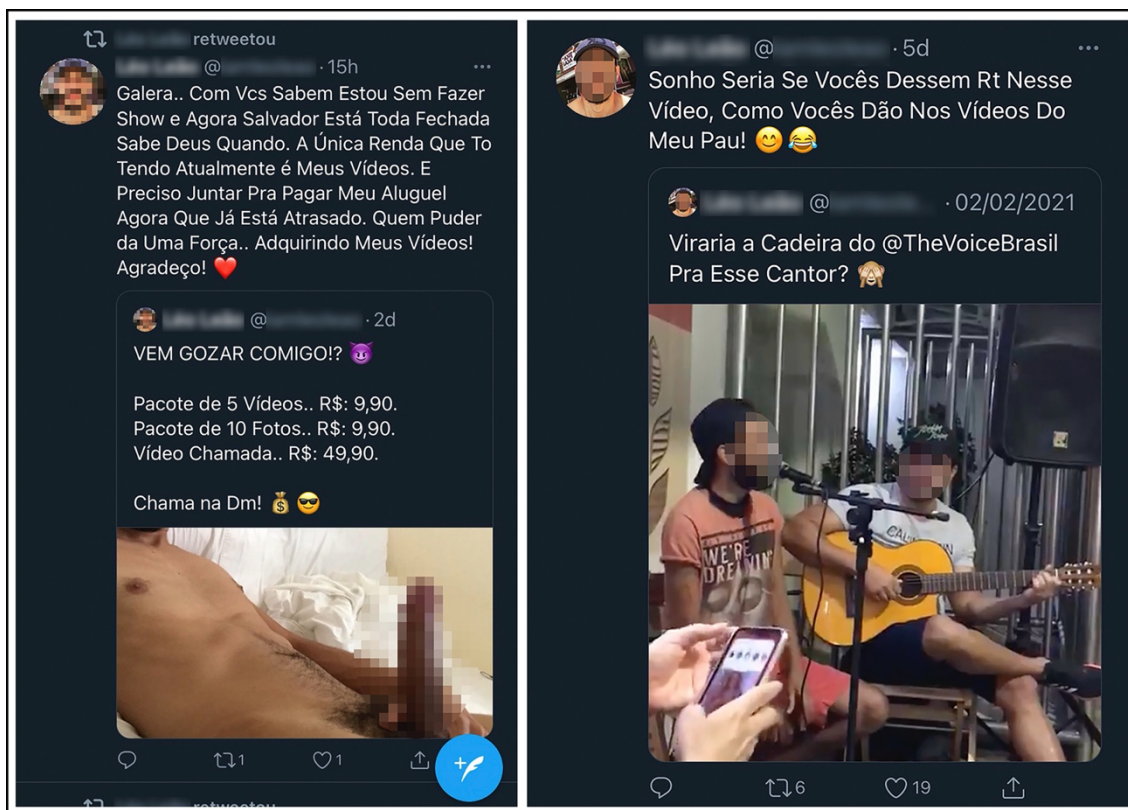 retweetou
@ · 15h
Galera.. Com Vcs Sabem Estou Sem Fazer
Show e Agora Salvador Está Toda Fechada
Sabe Deus Quando. A Única Renda Que To
Tendo Atualmente é Meus Vídeos. E
Preciso Juntar Pra Pagar Meu Aluguel
Agora Que Já Está Atrasado. Quem Puder
da Uma Força.. Adquirindo Meus Vídeos!
Agradeço! ❤️
@ · 2d
VEM GOZAR COMIGO!? 😈
Pacote de 5 Vídeos.. R$: 9,90.
Pacote de 10 Fotos.. R$: 9,90.
Vídeo Chamada.. R$: 49,90.
Chama na Dm! 💰😎
1 1
retweetou
@ · 5d
Sonho Seria Se Vocês Dessem Rt Nesse
Vídeo, Como Vocês Dão Nos Vídeos Do
Meu Pau! 😊😂
@ ... · 02/02/2021
Viraria a Cadeira do @TheVoiceBrasil
Pra Esse Cantor? 🙈
WE'RE
6 19